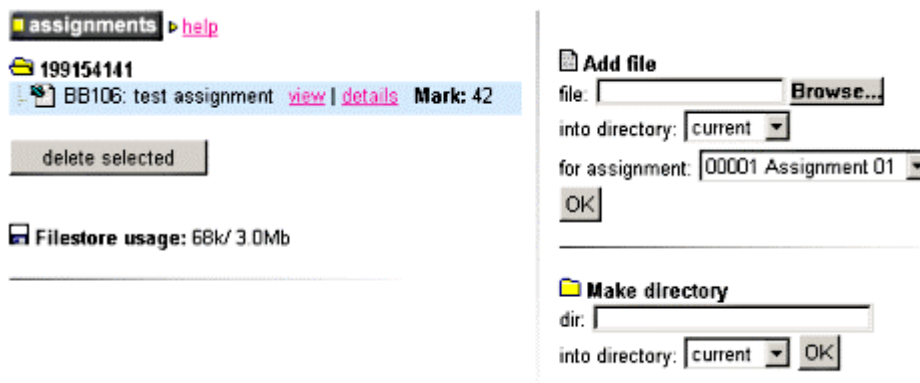 assignments help
199154141
BB106: test assignment view | details Mark: 42
delete selected
Filestore usage: 68k/ 3.0Mb
Add file
file: Browse...
into directory: current
for assignment: 00001 Assignment 01
OK
Make directory
dir:
into directory: current OK